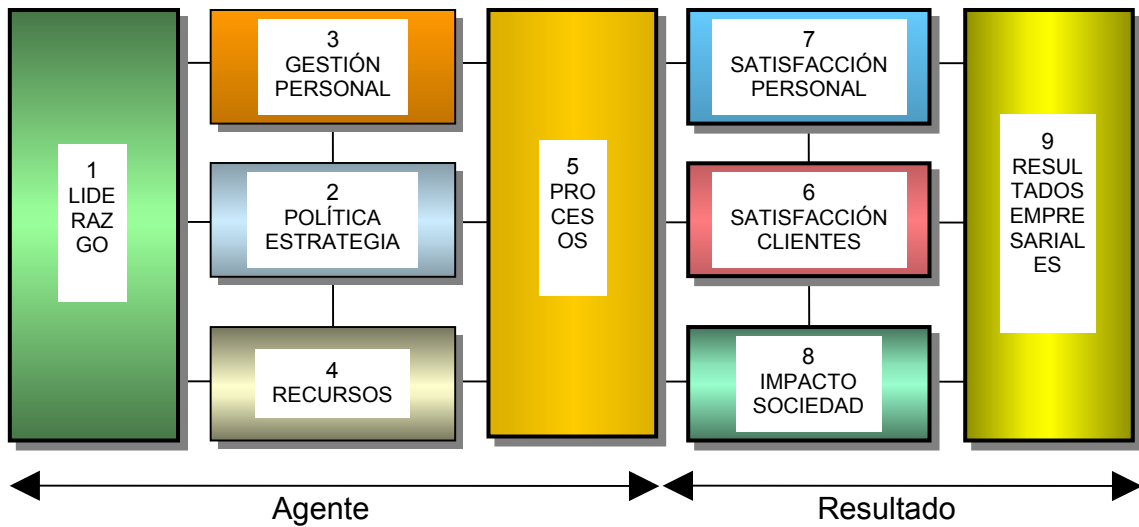 1
LIDE
RAZ
GO
3
GESTIÓN
PERSONAL
2
POLÍTICA
ESTRATEGIA
4
RECURSOS
5
PRO
CES
OS
7
SATISFACCIÓN
PERSONAL
6
SATISFACCIÓN
CLIENTES
8
IMPACTO
SOCIEDAD
9
RESUL
TADOS
EMPRE
SARIAL
ES
Agente
Resultado